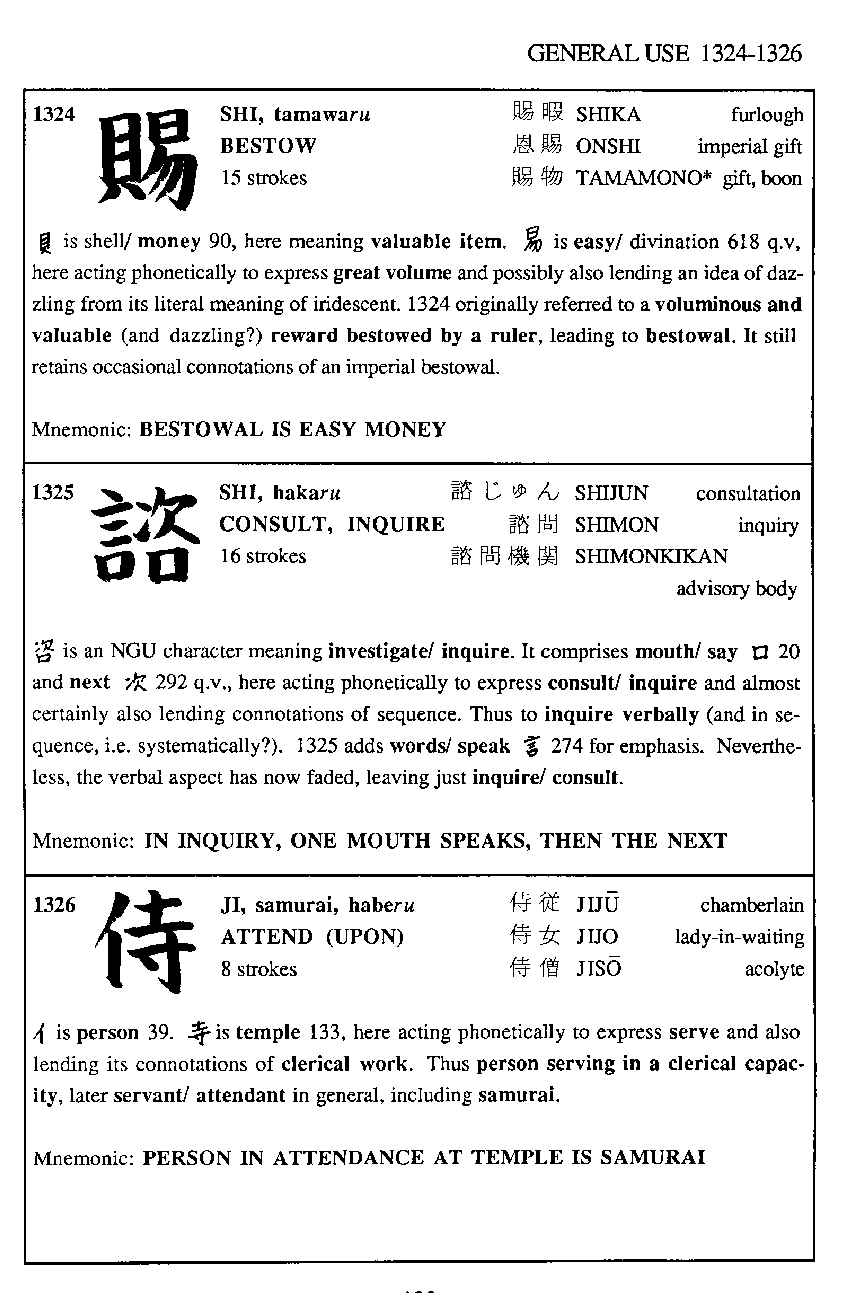 GENERAL USE 1324-1326
1324 賜 SHI, tamawaru 賜暇 SHIKA furlough
BESTOW 恩賜 ONSHI imperial gift
15 strokes 賜物 TAMAMONO* gift, boon
貝 is shell/ money 90, here meaning valuable item. 易 is easy/ divination 618 q.v,
here acting phonetically to express great volume and possibly also lending an idea of daz-
zling from its literal meaning of iridescent. 1324 originally referred to a voluminous and
valuable (and dazzling?) reward bestowed by a ruler, leading to bestowal. It still
retains occasional connotations of an imperial bestowal.
Mnemonic: BESTOWAL IS EASY MONEY
1325 諮 SHI, hakaru 諮じゅん SHIJUN consultation
CONSULT, INQUIRE 諮問 SHIMON inquiry
16 strokes 諮問機関 SHIMONKIKAN
advisory body
咨 is an NGU character meaning investigate/ inquire. It comprises mouth/ say 口 20
and next 次 292 q.v., here acting phonetically to express consult/ inquire and almost
certainly also lending connotations of sequence. Thus to inquire verbally (and in se-
quence, i.e. systematically?). 1325 adds words/ speak 言 274 for emphasis. Neverthe-
less, the verbal aspect has now faded, leaving just inquire/ consult.
Mnemonic: IN INQUIRY, ONE MOUTH SPEAKS, THEN THE NEXT
1326 侍 JI, samurai, haberu 侍従 JIJŪ chamberlain
ATTEND (UPON) 侍女 JIJO lady-in-waiting
8 strokes 侍僧 JISŌ acolyte
亻 is person 39. 寺 is temple 133, here acting phonetically to express serve and also
lending its connotations of clerical work. Thus person serving in a clerical capac-
ity, later servant/ attendant in general, including samurai.
Mnemonic: PERSON IN ATTENDANCE AT TEMPLE IS SAMURAI